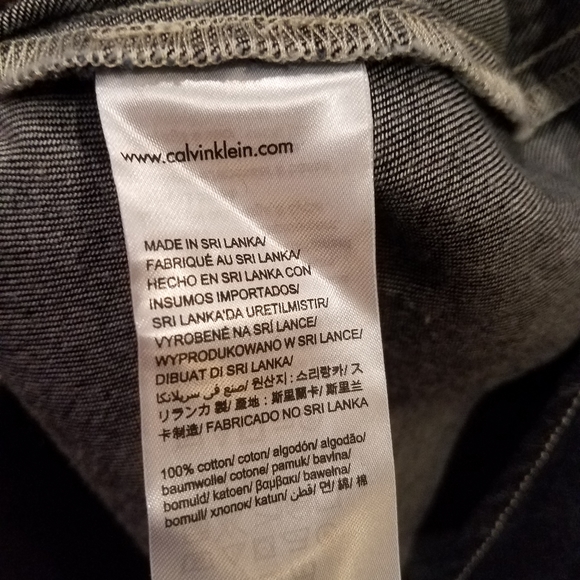 www.calvinklein.com
MADE IN SRI LANKA/
FABRIQUÉ AU SRI LANKA/
HECHO EN SRI LANKA CON
INSUMOS IMPORTADOS/
SRI LANKA'DA URETILMISTIR/
VYROBENÉ NA SRÍ LANCE/
WYPRODUKOWANO W SRI LANCE/
DIBUAT DI SRI LANKA/
صنع في سريلانكا/ 원산지 : 스리랑카/ ス
リランカ 製/ 產地 : 斯里蘭卡/ 斯里兰
卡制造/ FABRICADO NO SRI LANKA
100% cotton/ coton/ algodón/ algodão/
baumwolle/ cotone/ pamuk/ bavlna/
bomuld/ katoen/ βαμβακι/ bawełna/
bomull/ хлопок/ katun/ قطن/ 면/ 綿/ 棉